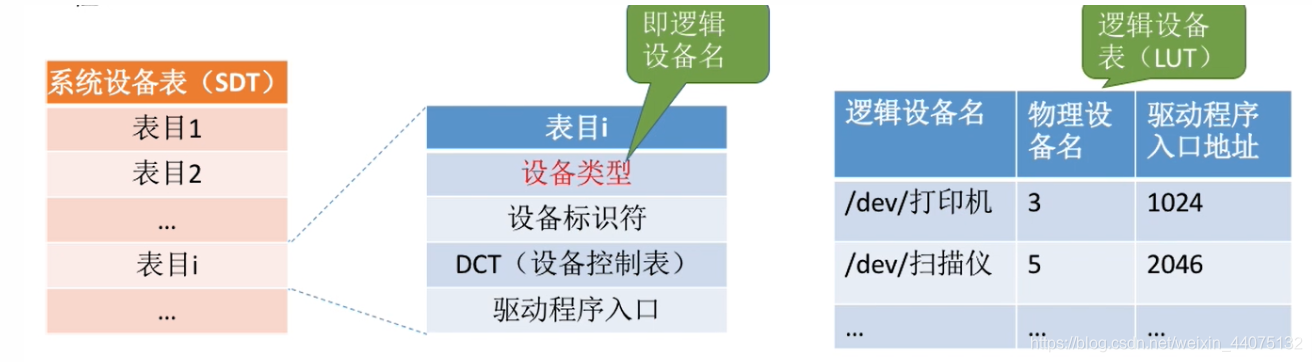 即逻辑
设备名
逻辑设备
表（LUT）
系统设备表（SDT）
表目1
表目2
...
表目i
...
表目i
设备类型
设备标识符
DCT（设备控制表）
驱动程序入口
逻辑设备名 物理设 驱动程序
备名 入口地址
/dev/打印机 3 1024
/dev/扫描仪 5 2046
... ... ...
https://blog.csdn.net/weixin_44075132